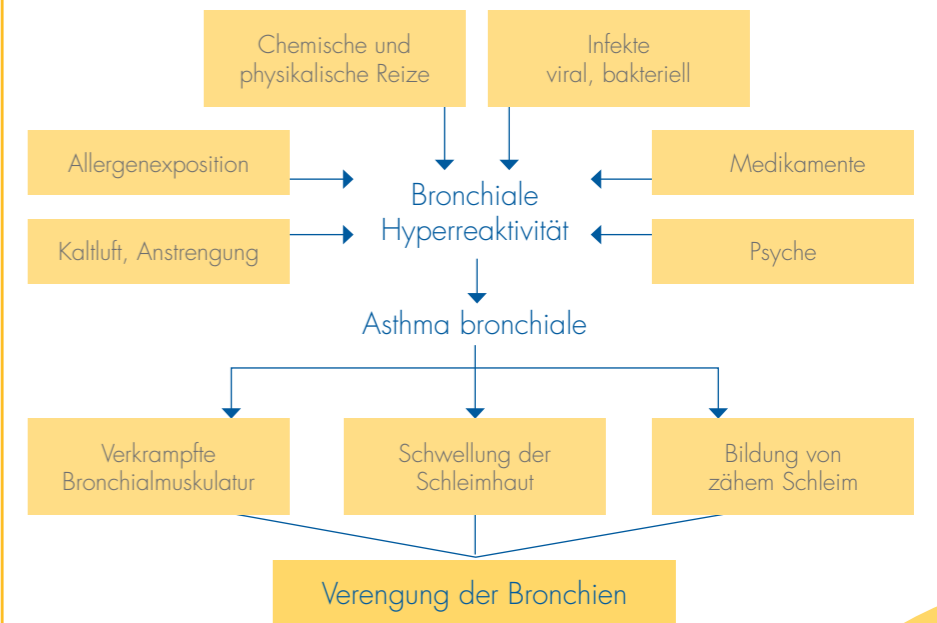 Chemische und
physikalische Reize
Infekte
viral, bakteriell
Allergenexposition
Medikamente
Bronchiale
Hyperreaktivität
Kaltluft, Anstrengung
Psyche
Asthma bronchiale
Verkrampfte
Bronchialmuskulatur
Schwellung der
Schleimhaut
Bildung von
zähem Schleim
Verengung der Bronchien